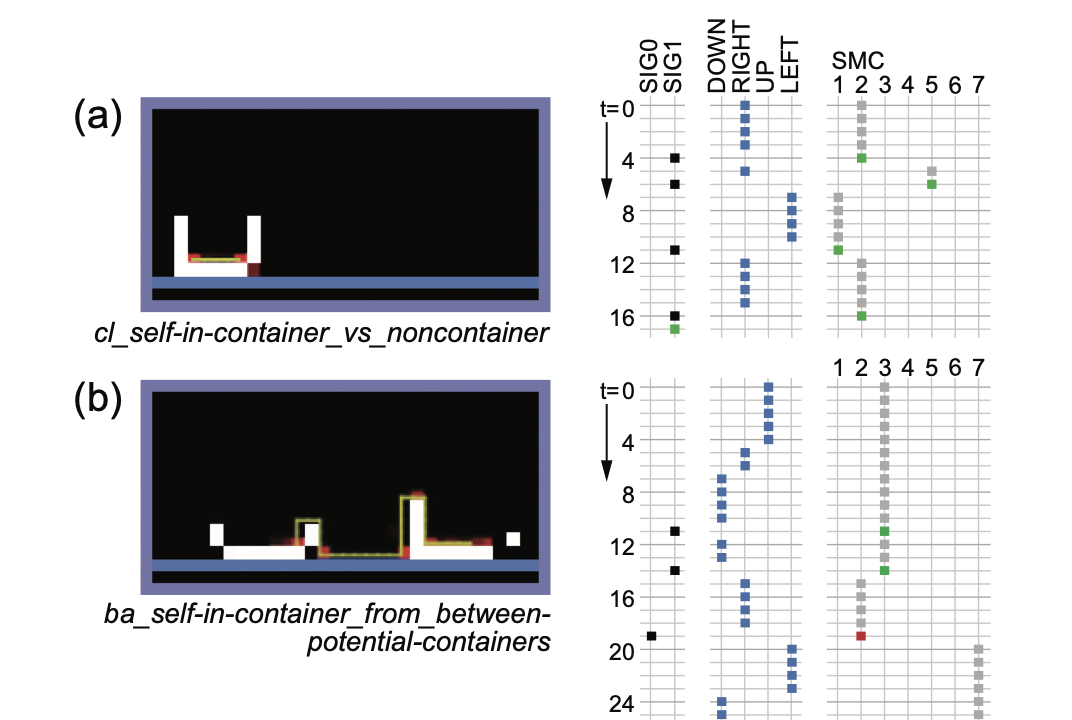 SIG0
SIG1
DOWN
RIGHT
UP
LEFT
SMC
1 2 3 4 5 6 7
(a)
t=0
4
8
12
16
cl_self-in-container_vs_noncontainer
1 2 3 4 5 6 7
(b)
t=0
4
8
12
16
20
24
ba_self-in-container_from_between-
potential-containers